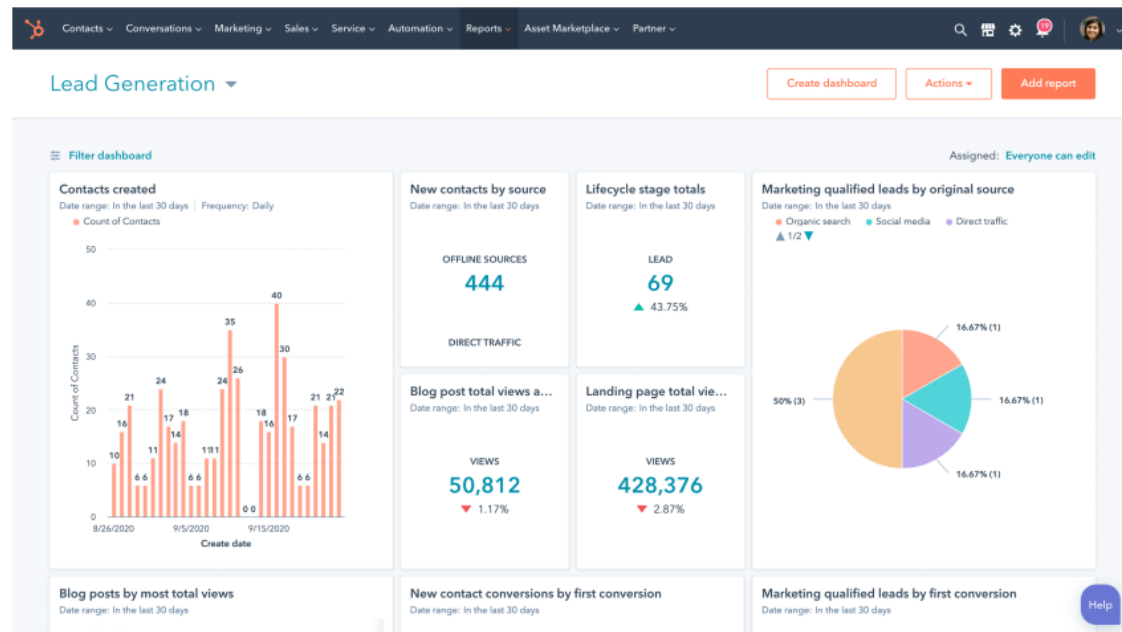 Contacts Conversations Marketing Sales Service Automation Reports Asset Marketplace Partner
Lead Generation
Create dashboard
Actions
Add report
Filter dashboard
Assigned: Everyone can edit
Contacts created
Date range: In the last 30 days | Frequency: Daily
Count of Contacts
50
40
30
20
10
0
Count of Contacts
10
16
21
6
6
11
24
17
14
18
6
6
11
11
24
35
26
0
0
18
16
40
30
17
6
6
21
14
21
22
8/26/2020
9/5/2020
9/15/2020
Create date
New contacts by source
Date range: In the last 30 days
OFFLINE SOURCES
444
DIRECT TRAFFIC
Lifecycle stage totals
Date range: In the last 30 days
LEAD
69
43.75%
Marketing qualified leads by original source
Date range: In the last 30 days
Organic search
Social media
Direct traffic
1/2
16.67% (1)
16.67% (1)
16.67% (1)
50% (3)
Blog post total views a...
Date range: In the last 30 days
VIEWS
50,812
1.17%
Landing page total vie...
Date range: In the last 30 days
VIEWS
428,376
2.87%
Blog posts by most total views
Date range: In the last 30 days
New contact conversions by first conversion
Date range: In the last 30 days
Marketing qualified leads by first conversion
Date range: In the last 30 days
Help